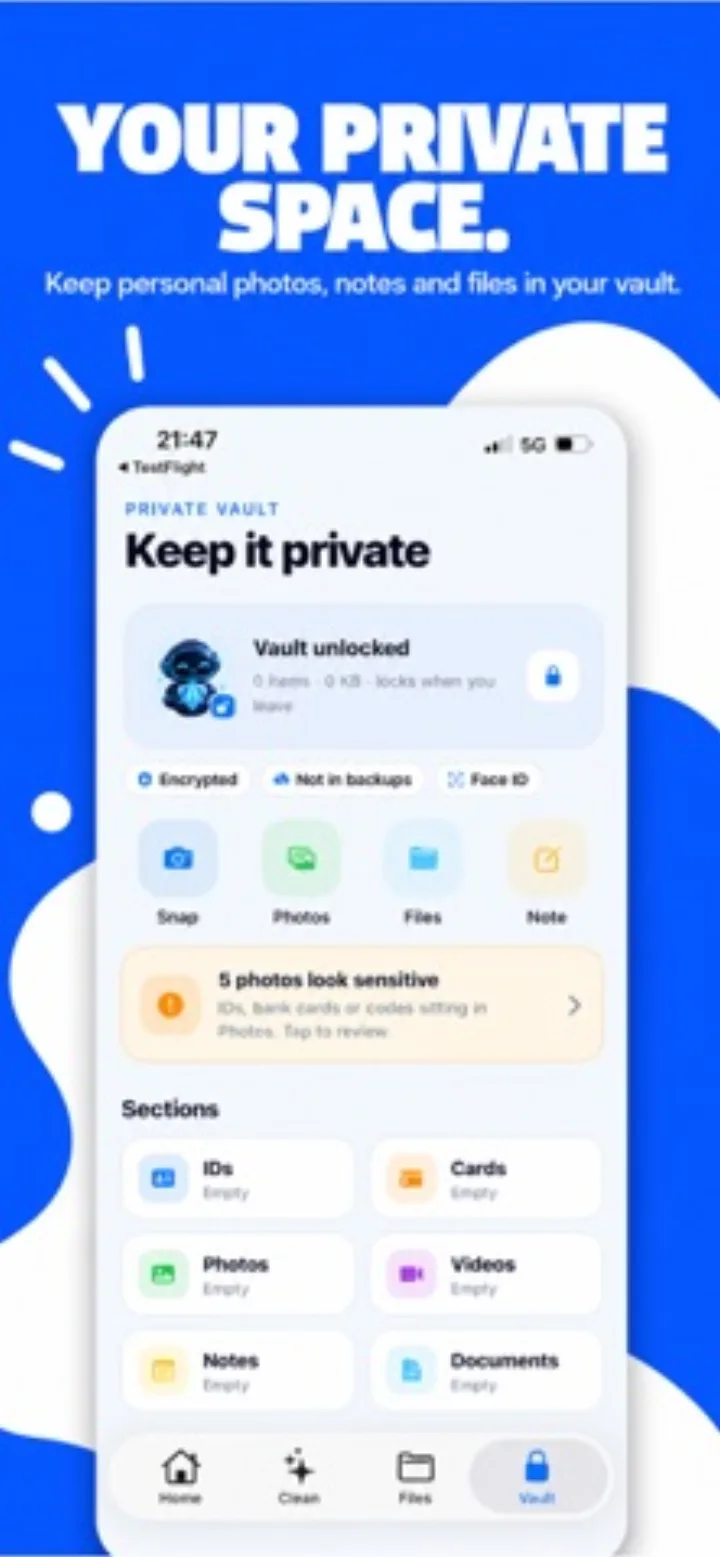 YOUR PRIVATE
SPACE.
Keep personal photos, notes and files in your vault.
21:47
5G
◀ TestFlight
PRIVATE VAULT
Keep it private
Vault unlocked
0 items · 0 KB · locks when you
leave
Encrypted
Not in backups
Face ID
Snap
Photos
Files
Note
5 photos look sensitive
IDs, bank cards or codes sitting in
Photos. Tap to review
Sections
IDs
Empty
Cards
Empty
Photos
Empty
Videos
Empty
Notes
Empty
Documents
Empty
Home
Clean
Files
Vault